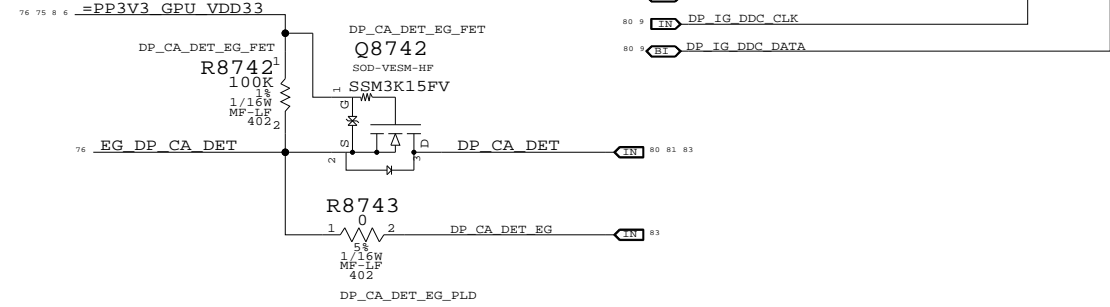 76 75 8 6 =PP3V3_GPU_VDD33
DP_CA_DET_EG_FET
R8742
1
100K
1%
1/16W
MF-LF
402
2
DP_CA_DET_EG_FET
Q8742
SOD-VESM-HF
SSM3K15FV
1
G
S
D
2
3
76 EG_DP_CA_DET
DP_CA_DET
IN 80 81 83
R8743
0
1
2
5%
1/16W
MF-LF
402
DP_CA_DET_EG
IN 83
DP_CA_DET_EG_PLD
80 9 IN DP_IG_DDC_CLK
80 9 BI DP_IG_DDC_DATA